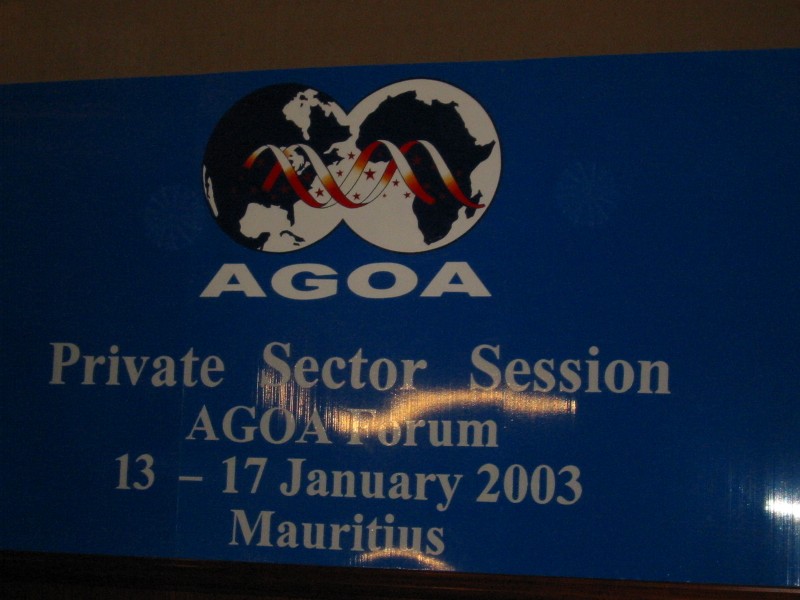 AGOA
Private Sector Session
AGOA Forum
13 – 17 January 2003
Mauritius